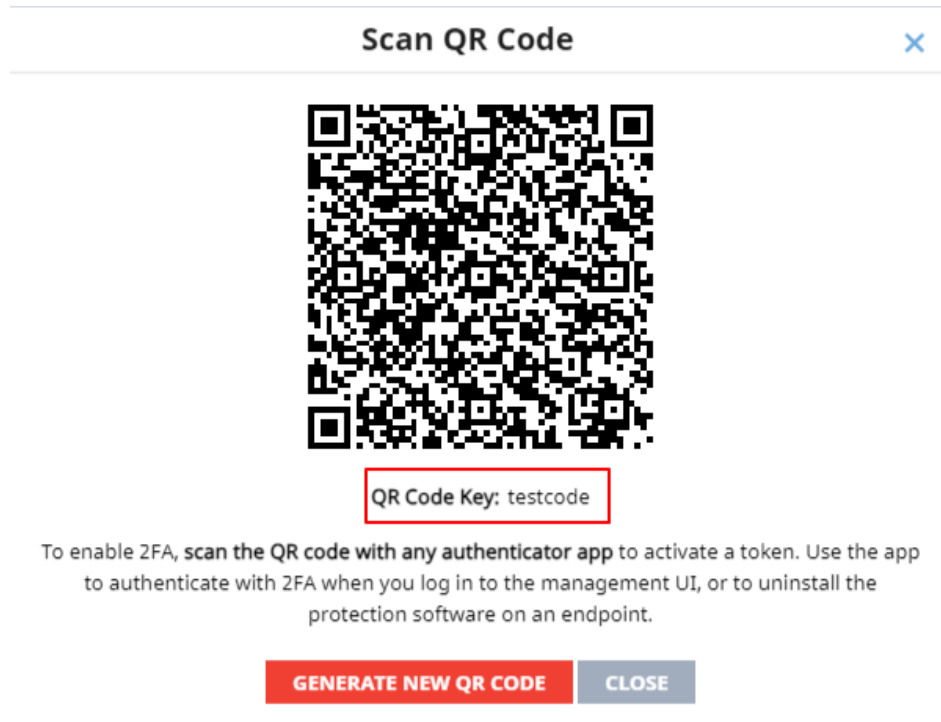 Scan QR Code
QR Code Key: testcode
To enable 2FA, scan the QR code with any authenticator app to activate a token. Use the app
to authenticate with 2FA when you log in to the management UI, or to uninstall the
protection software on an endpoint.
GENERATE NEW QR CODE
CLOSE